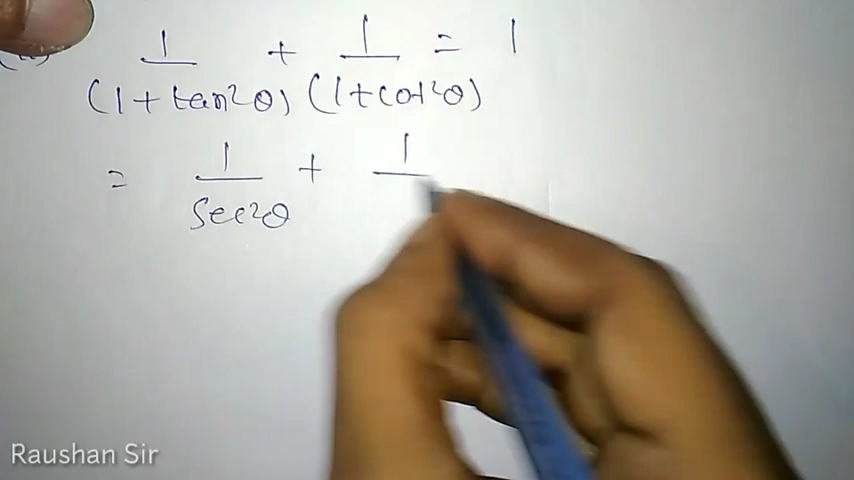 1 + 1 = 1
(1 + tan²θ) (1 + cot²θ)
= 1 + 1
sec²θ
Raushan Sir